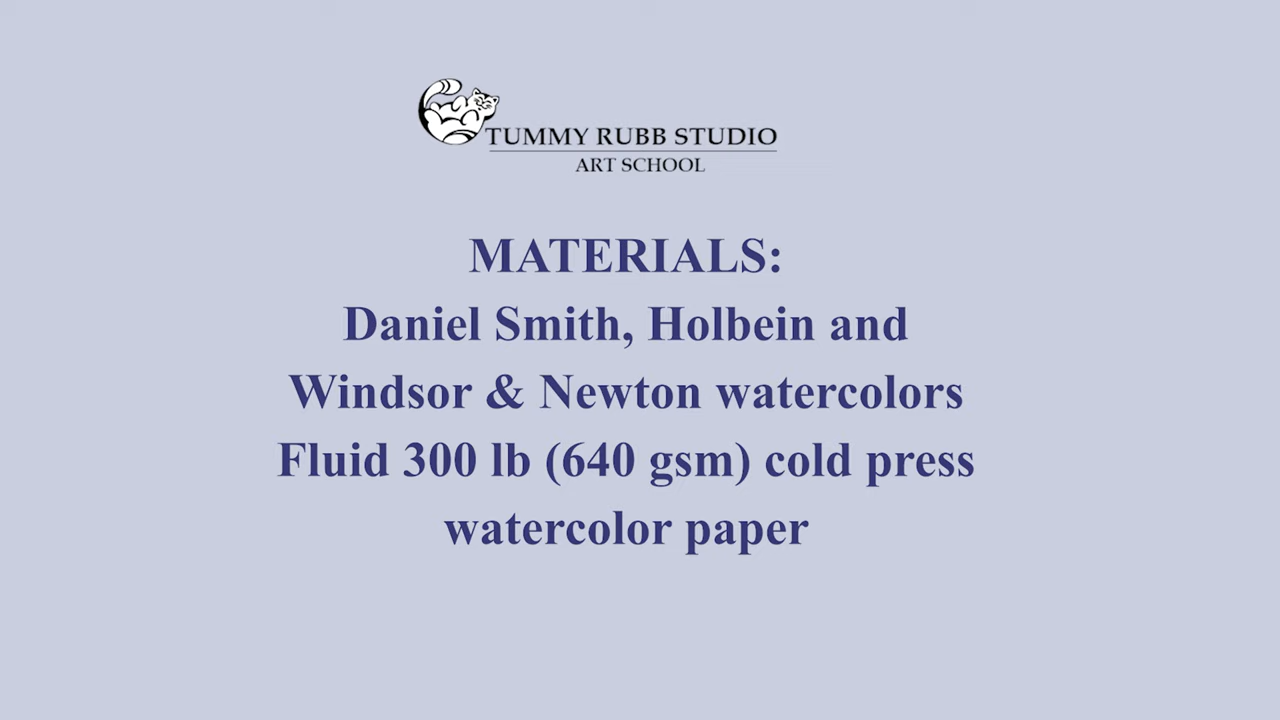 TUMMY RUBB STUDIO
ART SCHOOL
MATERIALS:
Daniel Smith, Holbein and
Windsor & Newton watercolors
Fluid 300 lb (640 gsm) cold press
watercolor paper